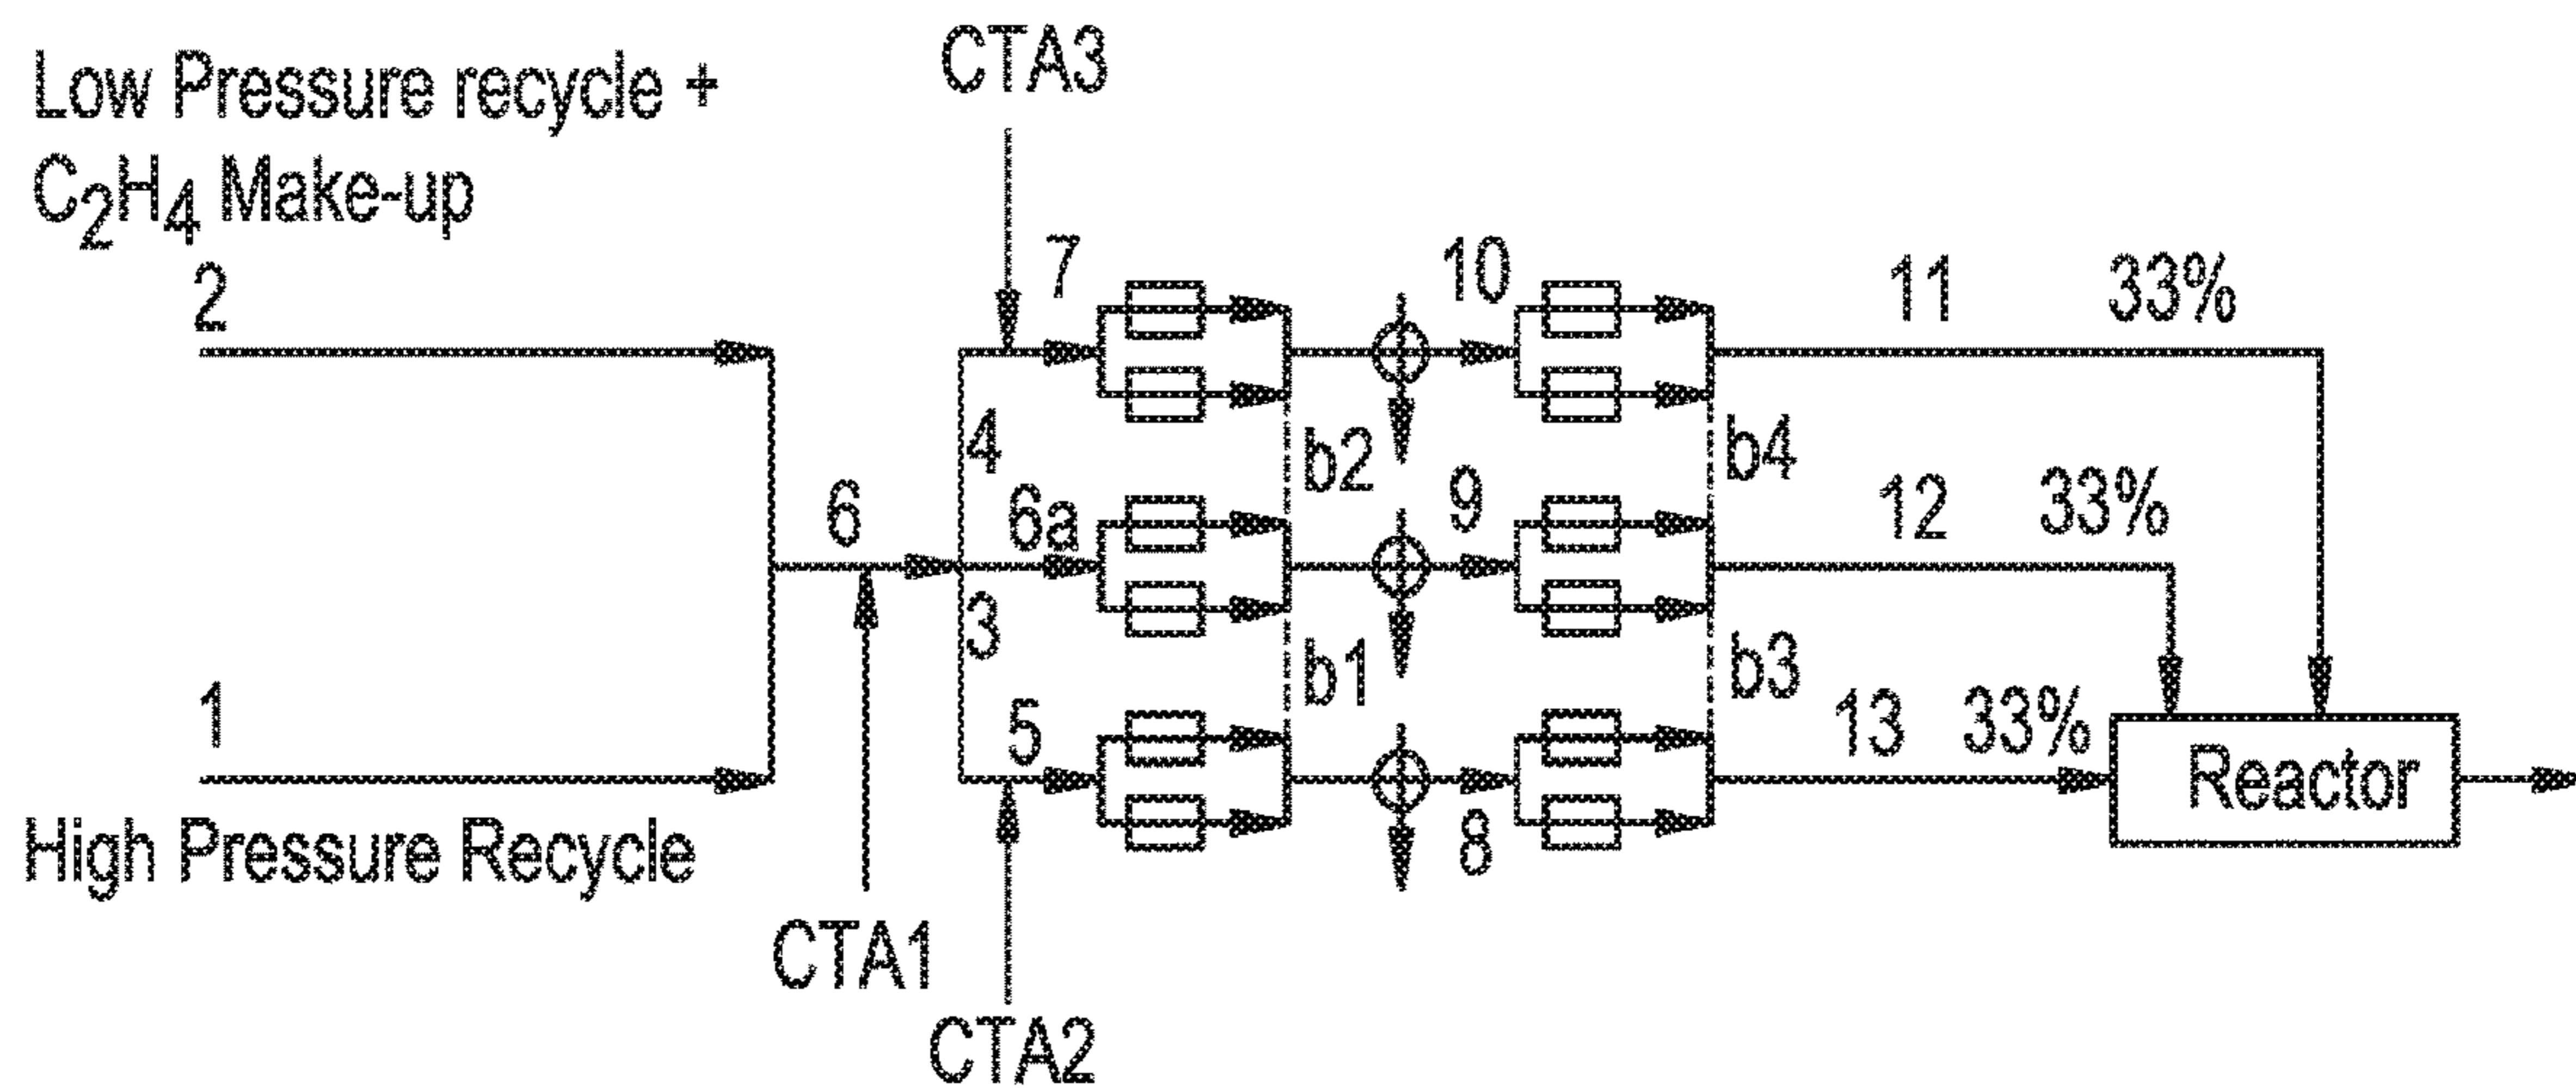 Low Pressure recycle +
C2H4 Make-up
2
1
High Pressure Recycle
6
CTA1
CTA2
CTA3
4
3
7
6a
5
b2
b1
10
9
8
b4
b3
11 33%
12 33%
13 33%
Reactor